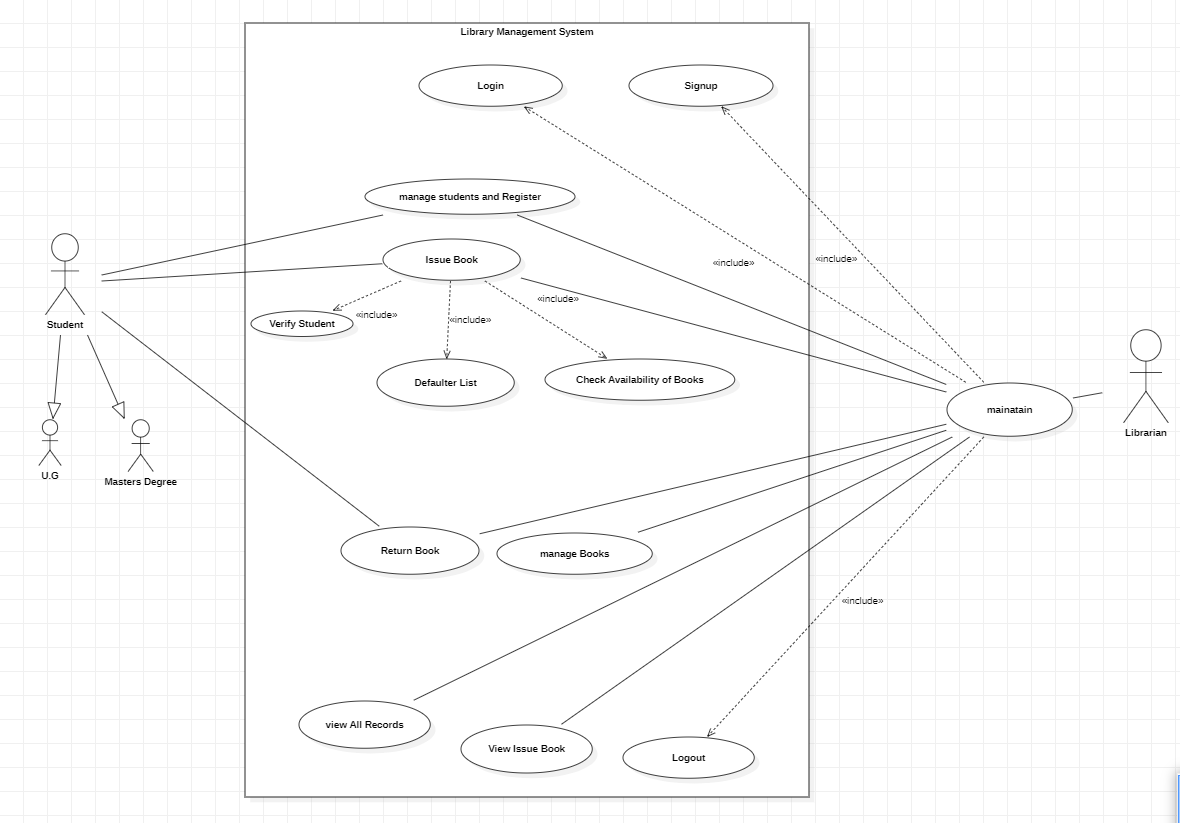 Library Management System
Login
Signup
manage students and Register
Issue Book
«include»
«include»
«include»
«include»
«include»
Student
Verify Student
Defaulter List
Check Availability of Books
mainatain
Librarian
U.G
Masters Degree
Return Book
manage Books
«include»
view All Records
View Issue Book
Logout